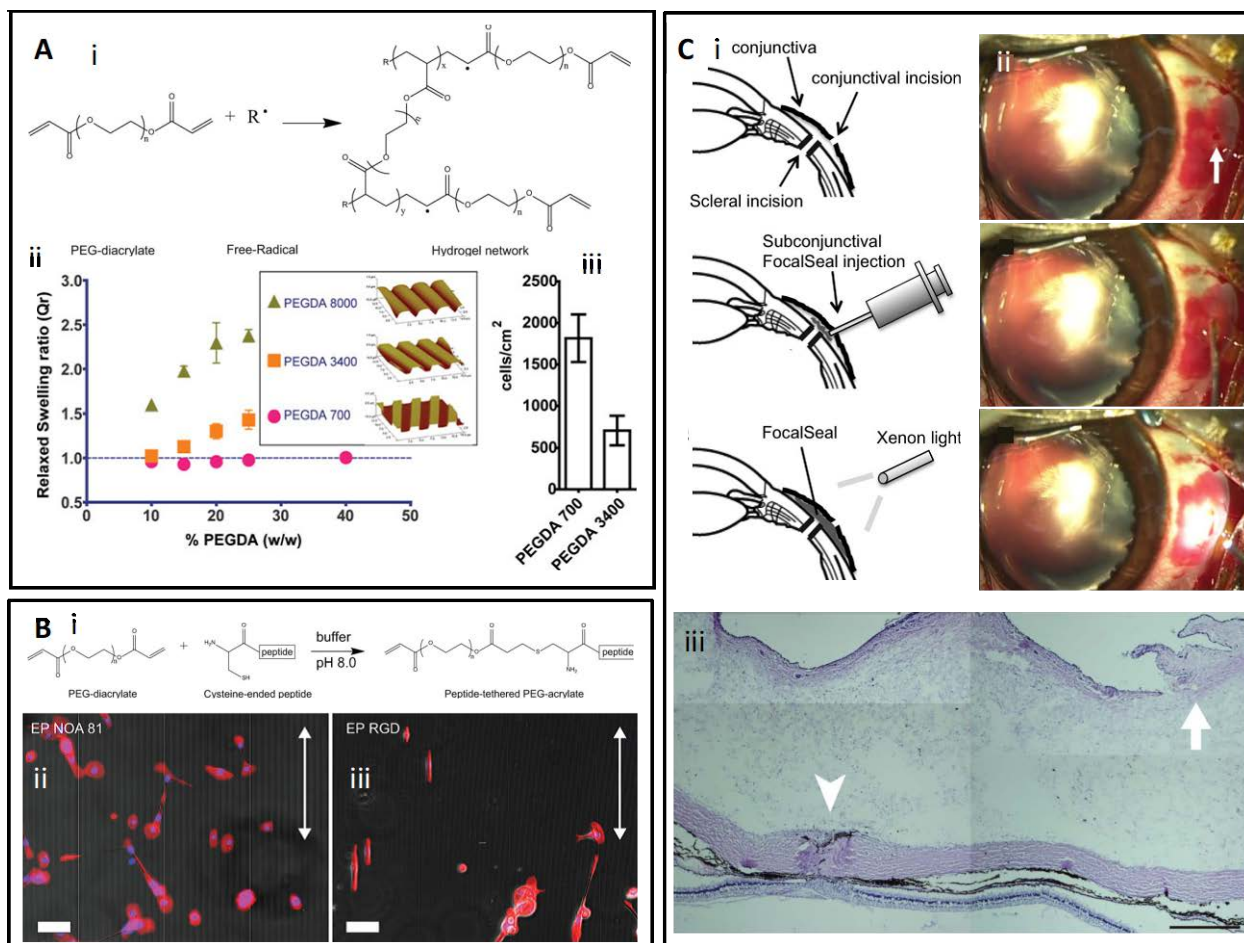 A
i
O
O
O
n
O
O
+ R•
R
x
O
O
O
n
O
O
O
O
n
O
O
R
y
O
O
O
n
O
O
PEG-diacrylate
Free-Radical
Hydrogel network
ii
Relaxed Swelling ratio (Qr)
3.0
2.5
2.0
1.5
1.0
0.5
0
10
20
30
40
50
% PEGDA (w/w)
PEGDA 8000
PEGDA 3400
PEGDA 700
iii
cells/cm2
2500
2000
1500
1000
500
0
PEGDA 700
PEGDA 3400
B
i
O
O
O
n
O
O
+
H2N
O
peptide
SH
buffer
pH 8.0
O
O
O
n
O
O
S
NH2
O
peptide
PEG-diacrylate
Cysteine-ended peptide
Peptide-tethered PEG-acrylate
EP NOA 81
ii
EP RGD
iii
C
i
conjunctiva
conjunctival incision
Scleral incision
ii
Subconjunctival
FocalSeal injection
FocalSeal
Xenon light
iii